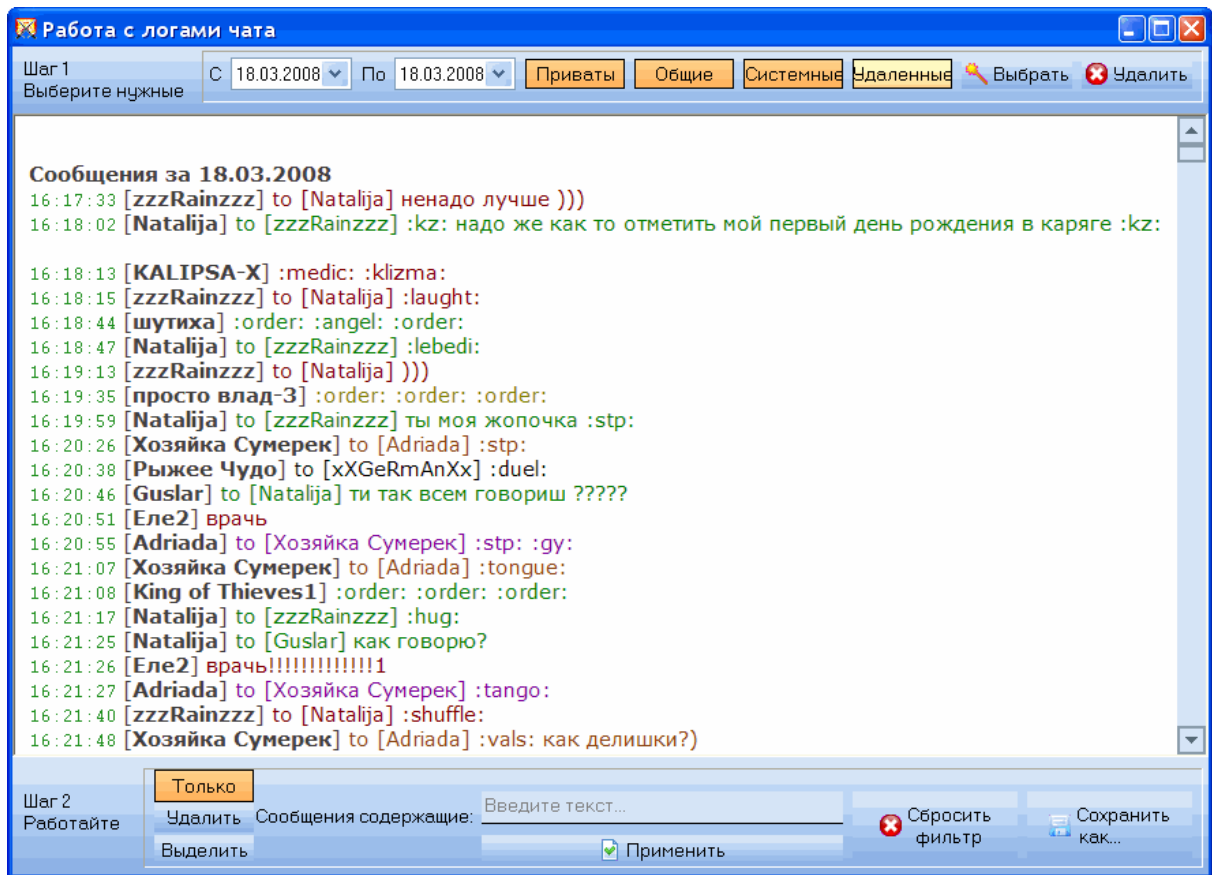 Работа с логами чата
Шаг 1
Выберите нужные
С 18.03.2008 По 18.03.2008 Приваты Общие Системные Удаленные Выбрать Удалить
Сообщения за 18.03.2008
16:17:33 [zzzRainzzz] to [Natalija] ненадо лучше )))
16:18:02 [Natalija] to [zzzRainzzz] :kz: надо же как то отметить мой первый день рождения в каряге :kz:
16:18:13 [KALIPSA-X] :medic: :klizma:
16:18:15 [zzzRainzzz] to [Natalija] :laught:
16:18:44 [шутиха] :order: :angel: :order:
16:18:47 [Natalija] to [zzzRainzzz] :lebedi:
16:19:13 [zzzRainzzz] to [Natalija] )))
16:19:35 [просто влад-3] :order: :order: :order:
16:19:59 [Natalija] to [zzzRainzzz] ты моя жопочка :stp:
16:20:26 [Хозяйка Сумерек] to [Adriada] :stp:
16:20:38 [Рыжее Чудо] to [xXGeRmAnXx] :duel:
16:20:46 [Guslar] to [Natalija] ти так всем говориш ?????
16:20:51 [Еле2] врачь
16:20:55 [Adriada] to [Хозяйка Сумерек] :stp: :gy:
16:21:07 [Хозяйка Сумерек] to [Adriada] :tongue:
16:21:08 [King of Thieves1] :order: :order: :order:
16:21:17 [Natalija] to [zzzRainzzz] :hug:
16:21:25 [Natalija] to [Guslar] как говорю?
16:21:26 [Еле2] врачь!!!!!!!!!!!!!1
16:21:27 [Adriada] to [Хозяйка Сумерек] :tango:
16:21:40 [zzzRainzzz] to [Natalija] :shuffle:
16:21:48 [Хозяйка Сумерек] to [Adriada] :vals: как делишки?)
Шаг 2
Работайте
Только
Удалить
Выделить
Сообщения содержащие:
Введите текст...
Применить
Сбросить
фильтр
Сохранить
как...